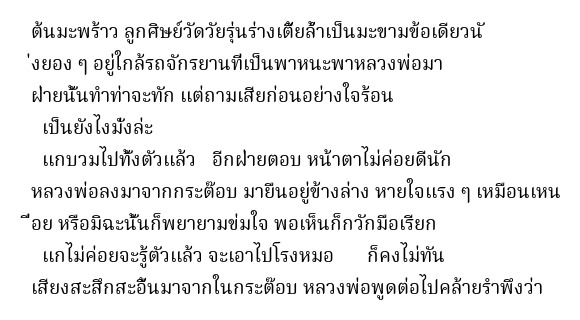 ต้นมะพร้าว ลูกศิษย์วัดวัยรุ่นร่างเตี้ยล่ำเป็นมะขามข้อเดียวนั
่งยอง ๆ อยู่ใกล้รถจักรยานที่เป็นพาหนะพาหลวงพ่อมา
ฝ่ายนั้นทำท่าจะทัก แต่ถามเสียก่อนอย่างใจร้อน
เป็นยังไงมั่งล่ะ
แกบวมไปทั้งตัวแล้ว อีกฝ่ายตอบ หน้าตาไม่ค่อยดีนัก
หลวงพ่อลงมาจากกระต๊อบ มายืนอยู่ข้างล่าง หายใจแรง ๆ เหมือนเหน
ื่อย หรือมิฉะนั้นก็พยายามข่มใจ พอเห็นก็กวักมือเรียก
แกไม่ค่อยจะรู้ตัวแล้ว จะเอาไปโรงหมอ ก็คงไม่ทัน
เสียงสะสึกสะอื้นมาจากในกระต๊อบ หลวงพ่อพูดต่อไปคล้ายรำพึงว่า